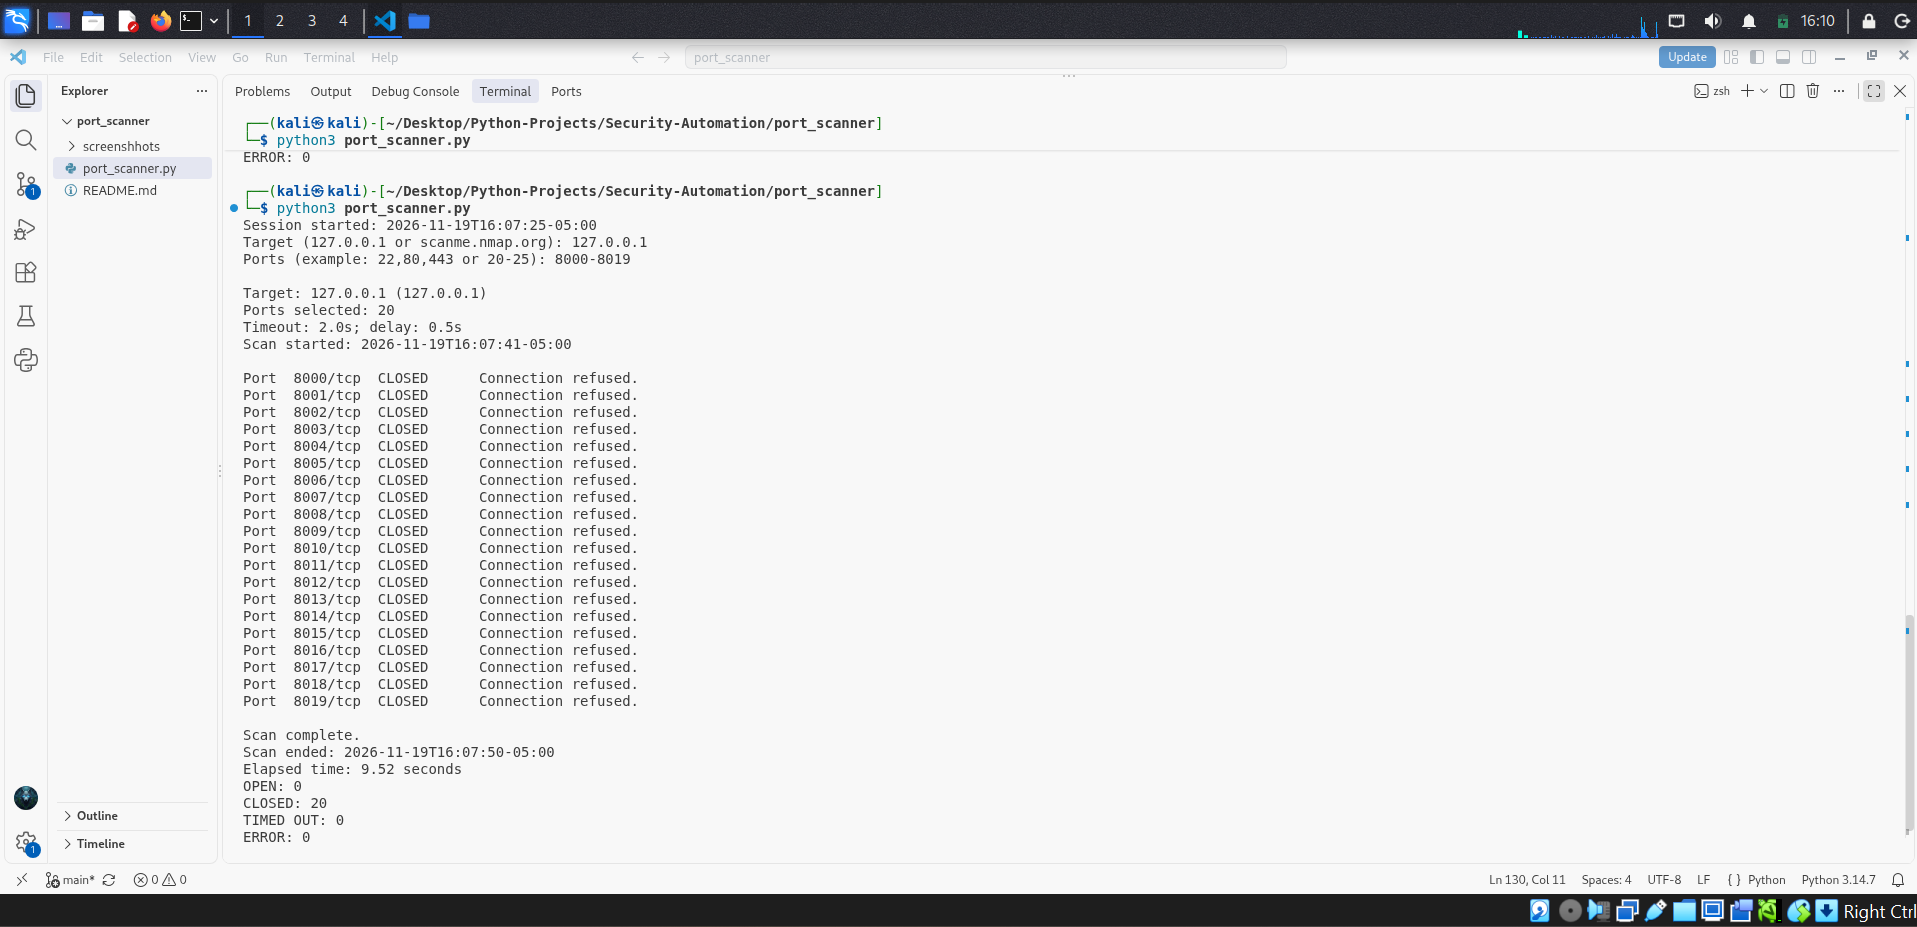 1 2 3 4 16:10
File Edit Selection View Go Run Terminal Help port_scanner Update
Explorer
port_scanner
screenshhots
port_scanner.py
README.md
1
Outline
Timeline
1
Problems Output Debug Console Terminal Ports zsh
┌──(kali㉿kali)-[~/Desktop/Python-Projects/Security-Automation/port_scanner]
└─$ python3 port_scanner.py
ERROR: 0
┌──(kali㉿kali)-[~/Desktop/Python-Projects/Security-Automation/port_scanner]
└─$ python3 port_scanner.py
Session started: 2026-11-19T16:07:25-05:00
Target (127.0.0.1 or scanme.nmap.org): 127.0.0.1
Ports (example: 22,80,443 or 20-25): 8000-8019
Target: 127.0.0.1 (127.0.0.1)
Ports selected: 20
Timeout: 2.0s; delay: 0.5s
Scan started: 2026-11-19T16:07:41-05:00
Port  8000/tcp  CLOSED      Connection refused.
Port  8001/tcp  CLOSED      Connection refused.
Port  8002/tcp  CLOSED      Connection refused.
Port  8003/tcp  CLOSED      Connection refused.
Port  8004/tcp  CLOSED      Connection refused.
Port  8005/tcp  CLOSED      Connection refused.
Port  8006/tcp  CLOSED      Connection refused.
Port  8007/tcp  CLOSED      Connection refused.
Port  8008/tcp  CLOSED      Connection refused.
Port  8009/tcp  CLOSED      Connection refused.
Port  8010/tcp  CLOSED      Connection refused.
Port  8011/tcp  CLOSED      Connection refused.
Port  8012/tcp  CLOSED      Connection refused.
Port  8013/tcp  CLOSED      Connection refused.
Port  8014/tcp  CLOSED      Connection refused.
Port  8015/tcp  CLOSED      Connection refused.
Port  8016/tcp  CLOSED      Connection refused.
Port  8017/tcp  CLOSED      Connection refused.
Port  8018/tcp  CLOSED      Connection refused.
Port  8019/tcp  CLOSED      Connection refused.
Scan complete.
Scan ended: 2026-11-19T16:07:50-05:00
Elapsed time: 9.52 seconds
OPEN: 0
CLOSED: 20
TIMED OUT: 0
ERROR: 0
main* 0 0 Ln 130, Col 11 Spaces: 4 UTF-8 LF { } Python Python 3.14.7
Right Ctrl